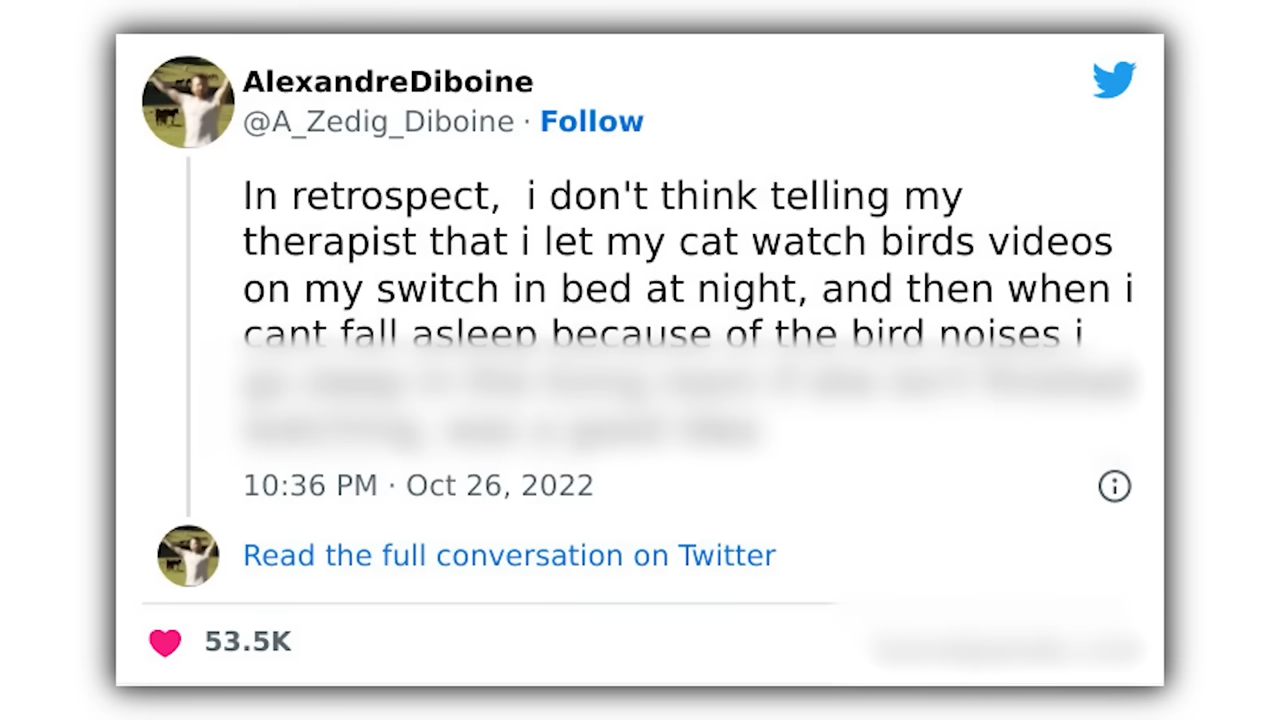 AlexandreDiboine
@A_Zedig_Diboine · Follow
In retrospect,  i don't think telling my
therapist that i let my cat watch birds videos
on my switch in bed at night, and then when i
cant fall asleep because of the bird noises i
10:36 PM · Oct 26, 2022
Read the full conversation on Twitter
53.5K